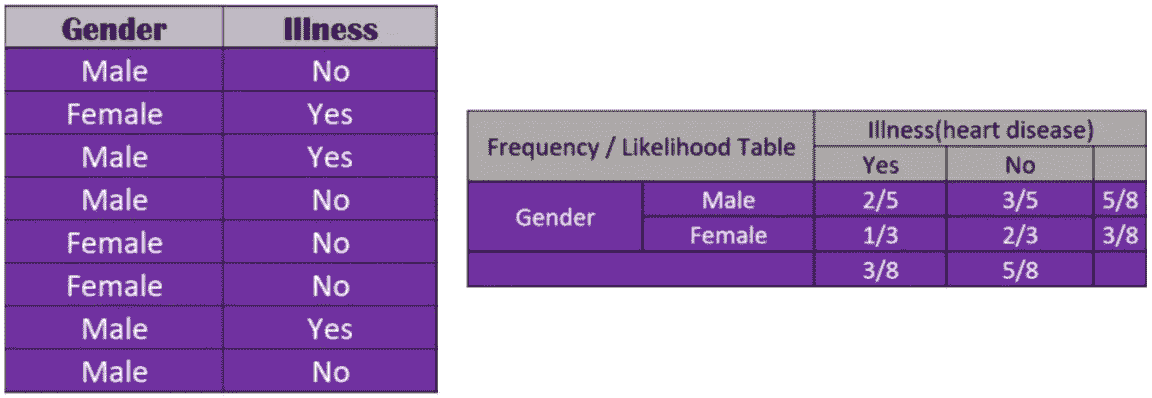 Gender Illness
Male No
Female Yes
Male Yes
Male No
Female No
Female No
Male Yes
Male No
Frequency / Likelihood Table Illness(heart disease)
Yes No
Gender Male 2/5 3/5 5/8
Female 1/3 2/3 3/8
3/8 5/8